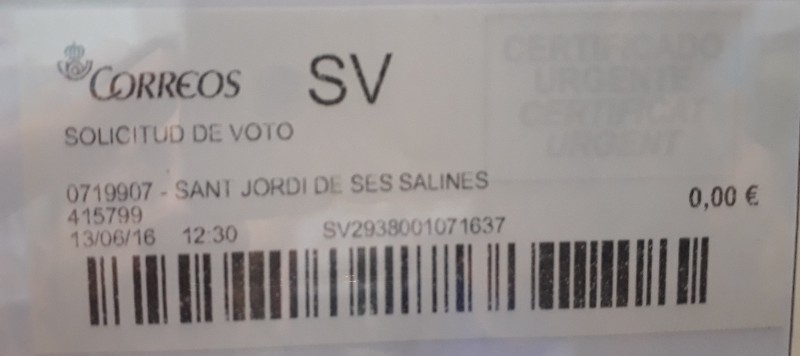 CORREOS
SV
CERTIFICADO
URGENTE
CERTIFICAT
URGENT
SOLICITUD DE VOTO
0719907 - SANT JORDI DE SES SALINES
415799
0,00 €
13/06/16 12:30 SV2938001071637